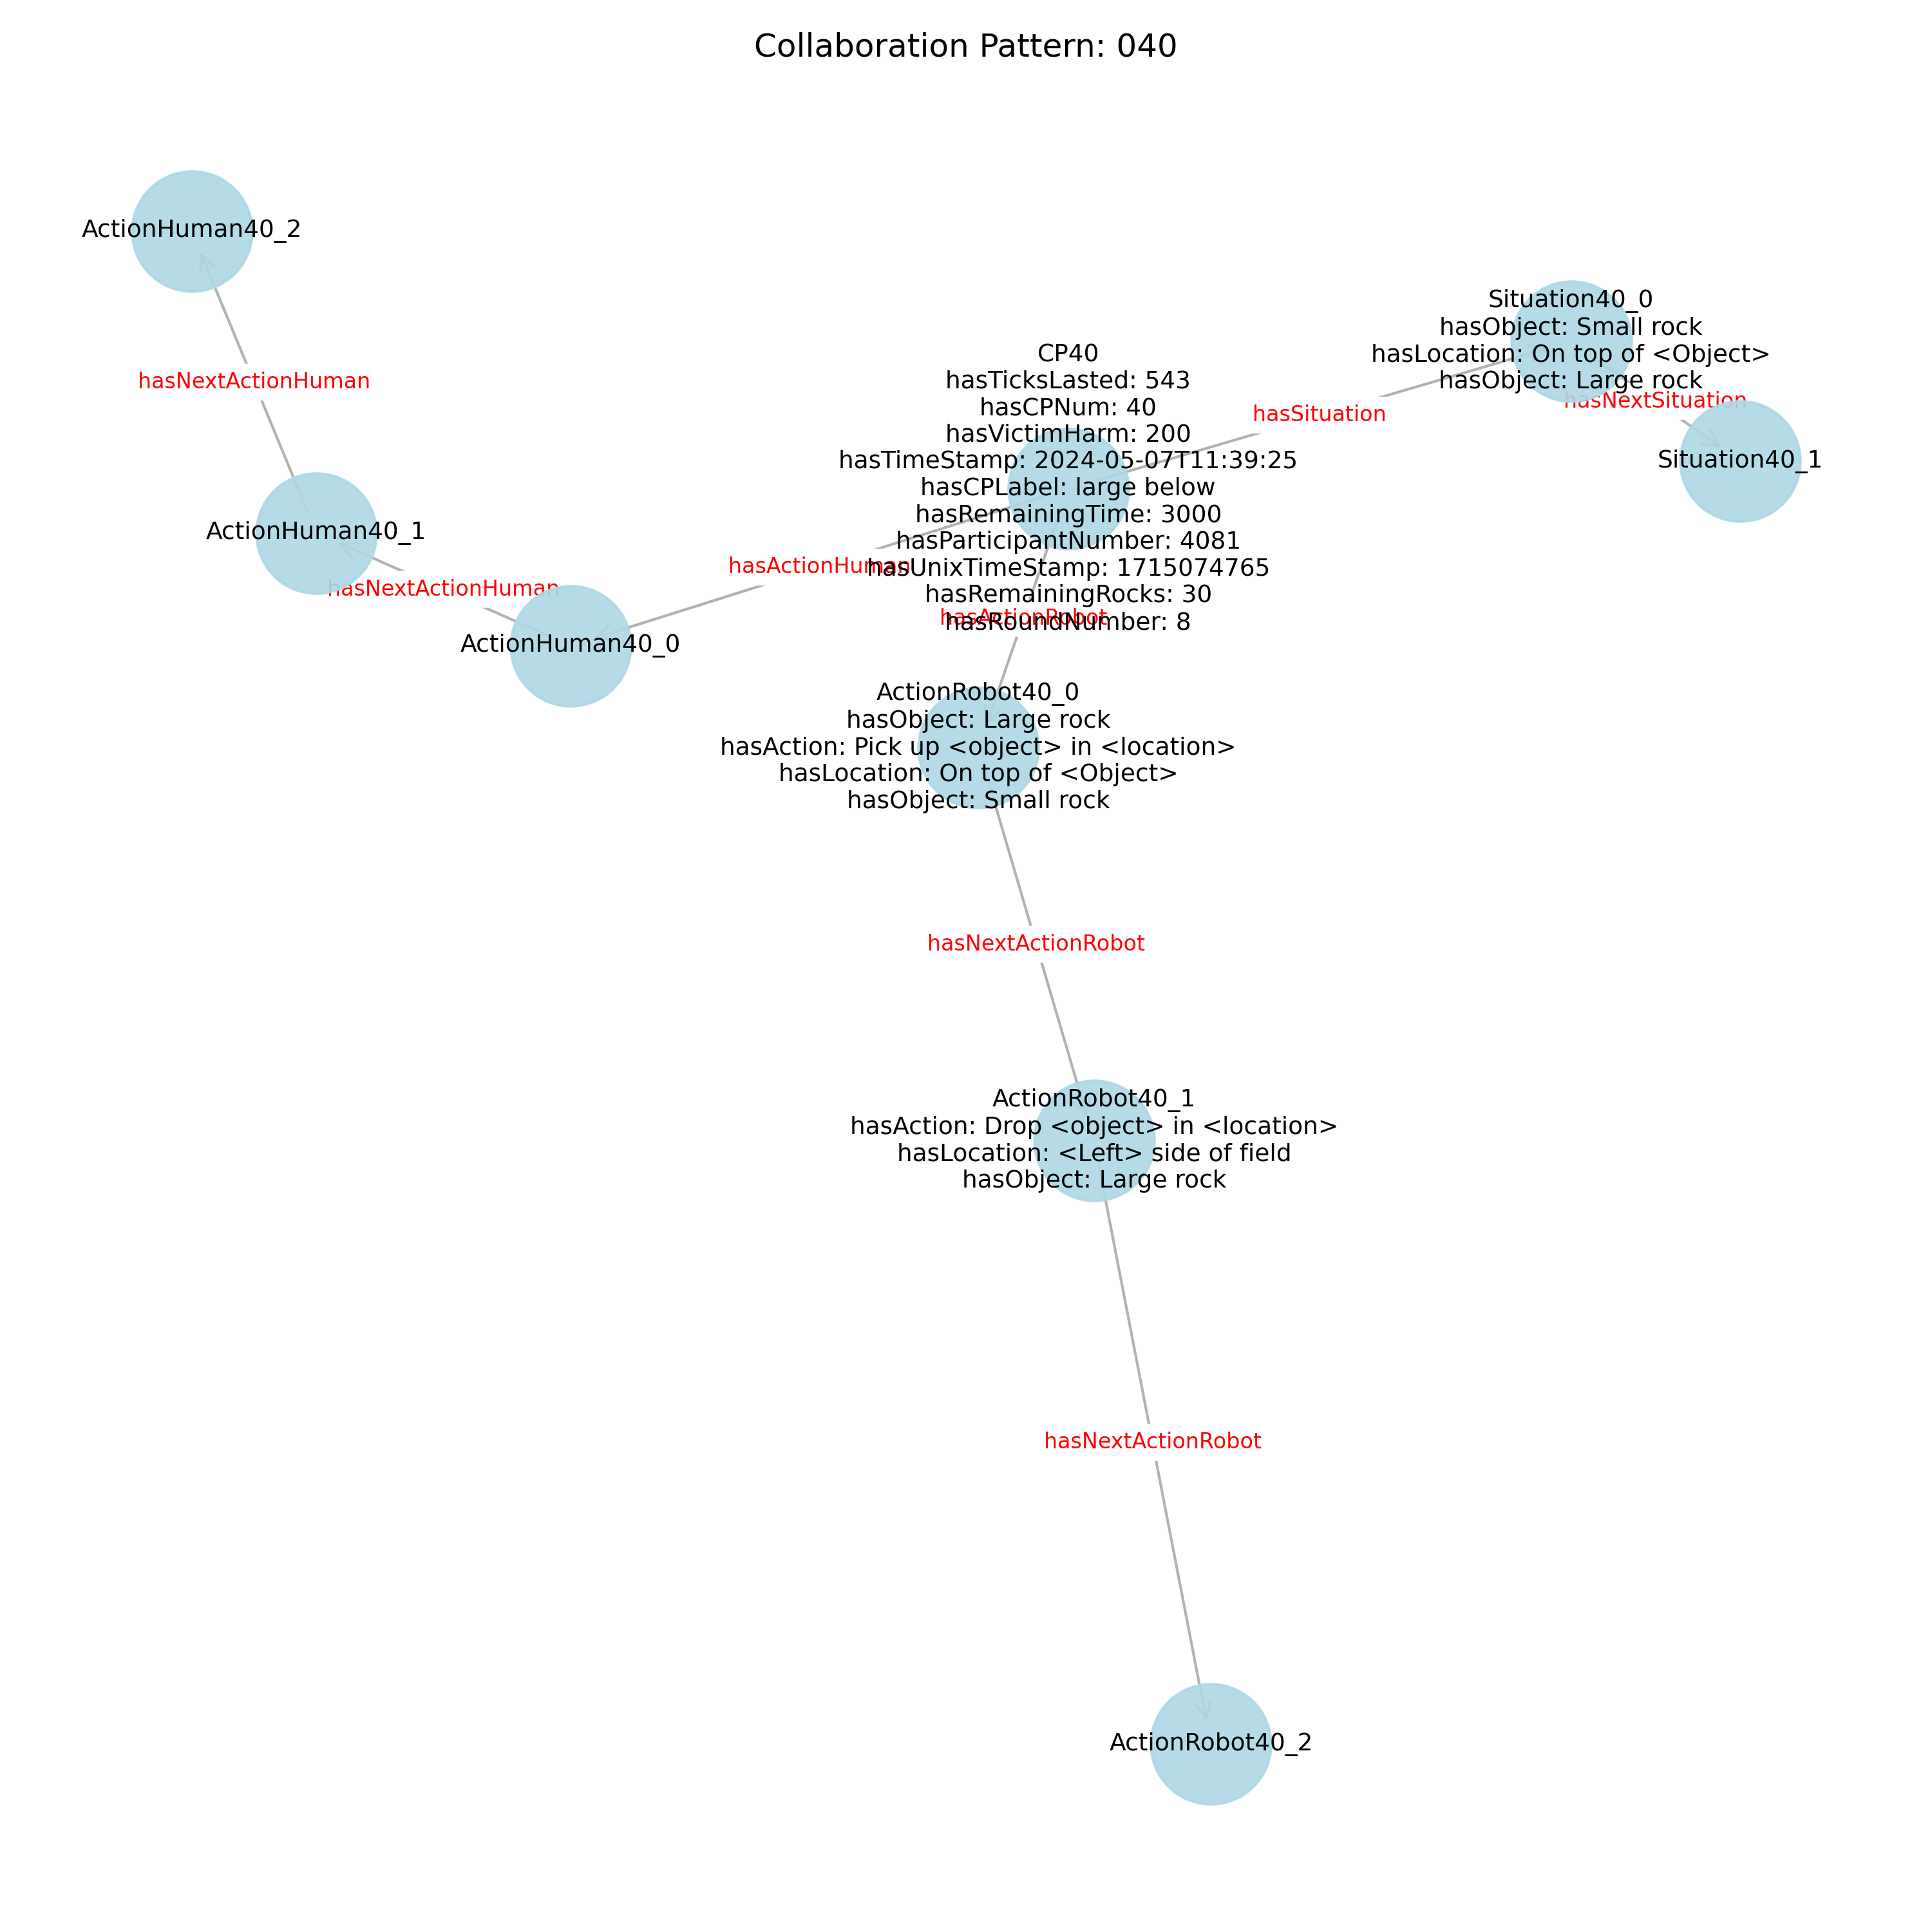 Collaboration Pattern: 040
ActionHuman40_2
hasNextActionHuman
ActionHuman40_1
hasNextActionHuman
ActionHuman40_0
hasActionHuman
CP40
hasTicksLasted: 543
hasCPNum: 40
hasVictimHarm: 200
hasTimeStamp: 2024-05-07T11:39:25
hasCPLabel: large below
hasRemainingTime: 3000
hasParticipantNumber: 4081
hasUnixTimeStamp: 1715074765
hasRemainingRocks: 30
hasRoundNumber: 8
hasSituation
Situation40_0
hasObject: Small rock
hasLocation: On top of <Object>
hasObject: Large rock
hasNextSituation
Situation40_1
hasActionRobot
ActionRobot40_0
hasObject: Large rock
hasAction: Pick up <object> in <location>
hasLocation: On top of <Object>
hasObject: Small rock
hasNextActionRobot
ActionRobot40_1
hasAction: Drop <object> in <location>
hasLocation: <Left> side of field
hasObject: Large rock
hasNextActionRobot
ActionRobot40_2